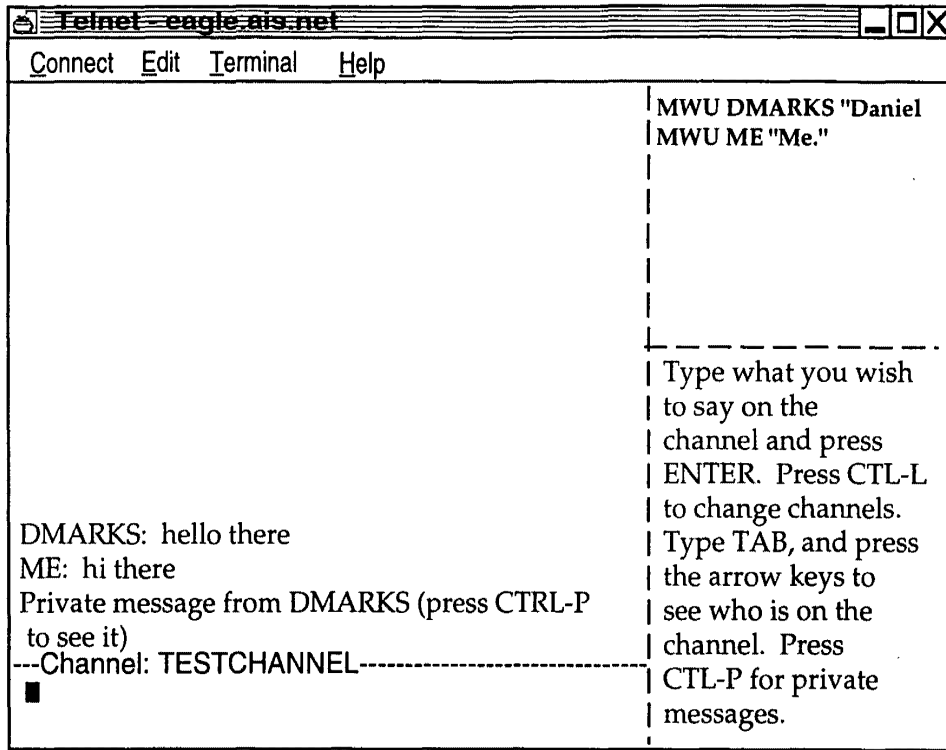 Telnet - eagle.ais.net
Connect Edit Terminal Help
MWU DMARKS "Daniel
MWU ME "Me."
DMARKS: hello there
ME: hi there
Private message from DMARKS (press CTRL-P
to see it)
---Channel: TESTCHANNEL-------------------------------
Type what you wish
to say on the
channel and press
ENTER. Press CTL-L
to change channels.
Type TAB, and press
the arrow keys to
see who is on the
channel. Press
CTL-P for private
messages.